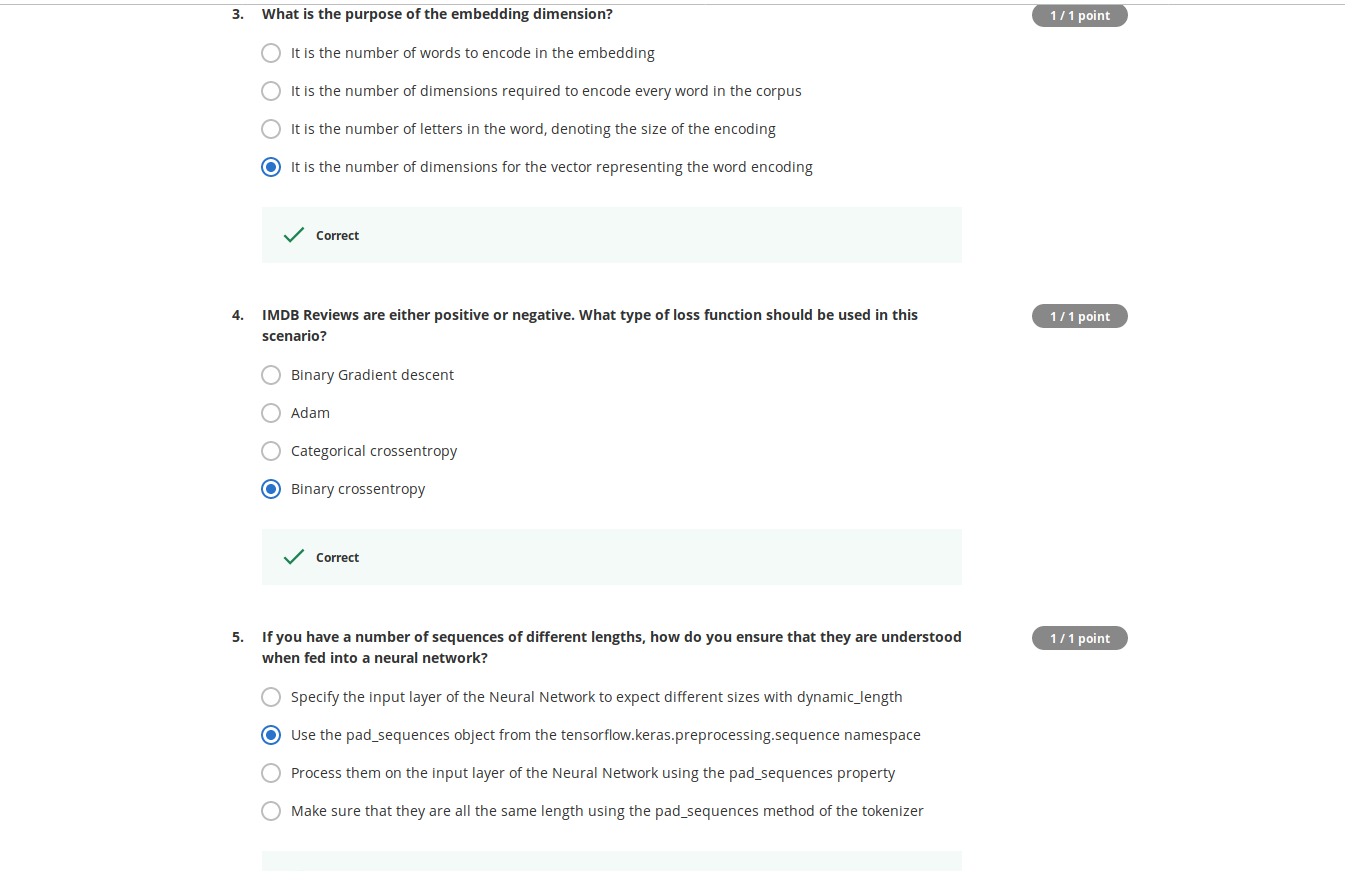 3. What is the purpose of the embedding dimension?
1 / 1 point
It is the number of words to encode in the embedding
It is the number of dimensions required to encode every word in the corpus
It is the number of letters in the word, denoting the size of the encoding
It is the number of dimensions for the vector representing the word encoding
Correct
4. IMDB Reviews are either positive or negative. What type of loss function should be used in this
scenario?
1 / 1 point
Binary Gradient descent
Adam
Categorical crossentropy
Binary crossentropy
Correct
5. If you have a number of sequences of different lengths, how do you ensure that they are understood
when fed into a neural network?
1 / 1 point
Specify the input layer of the Neural Network to expect different sizes with dynamic_length
Use the pad_sequences object from the tensorflow.keras.preprocessing.sequence namespace
Process them on the input layer of the Neural Network using the pad_sequences property
Make sure that they are all the same length using the pad_sequences method of the tokenizer